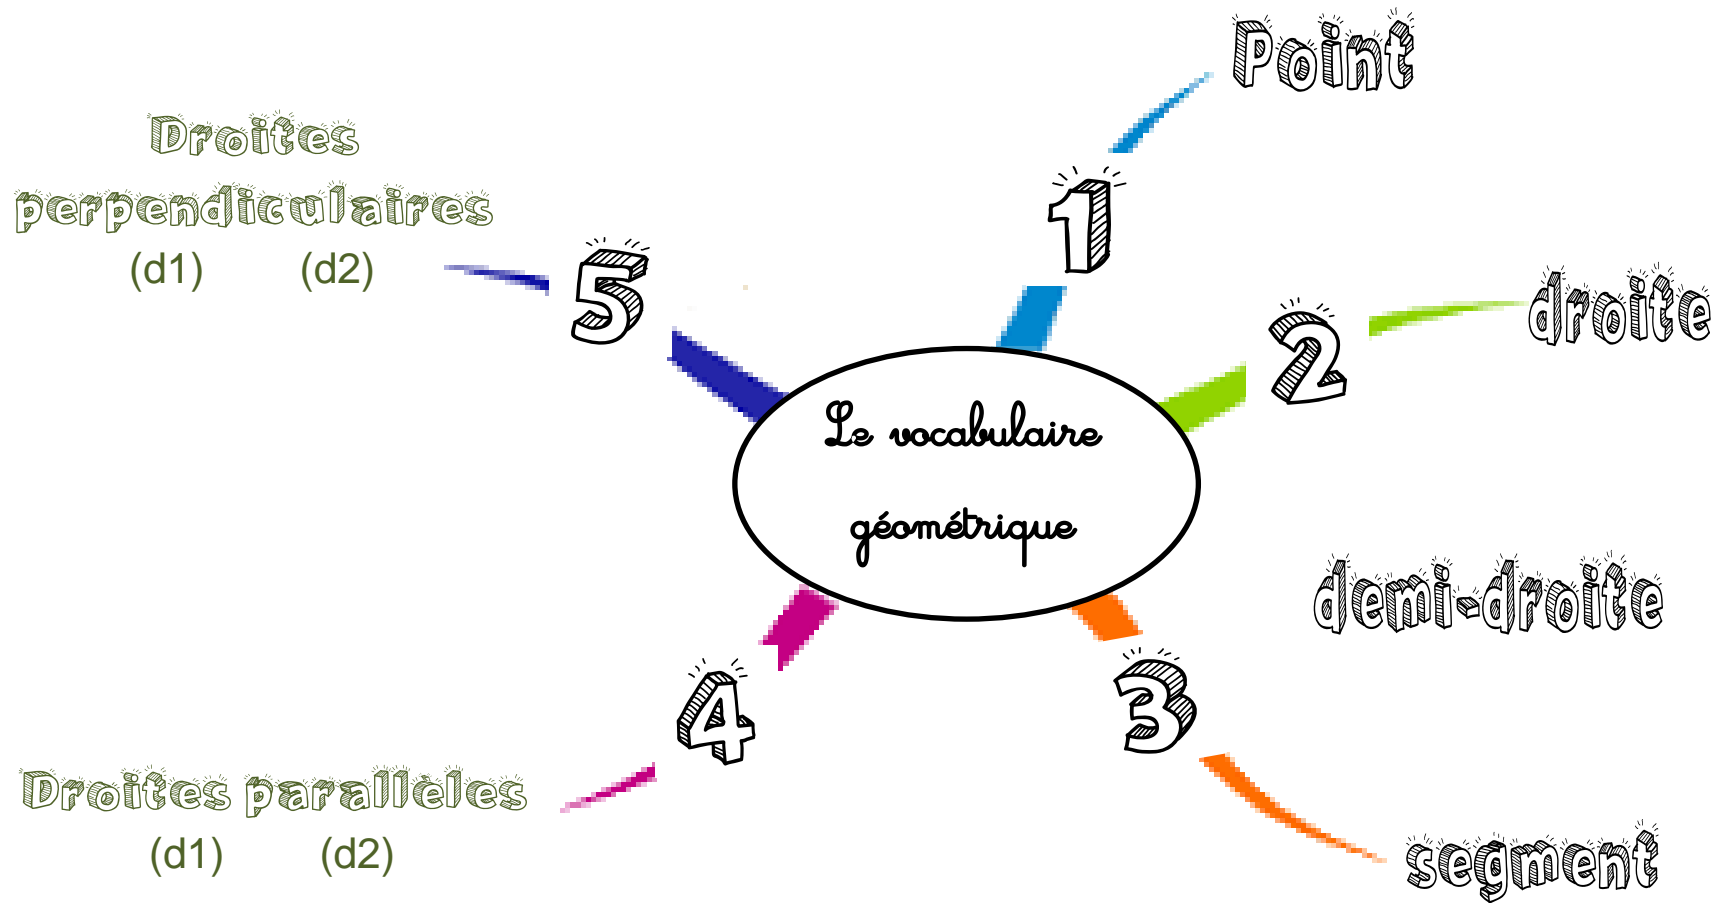 Le vocabulaire
géométrique
1
Point
2
droite
demi-droite
3
segment
4
Droites parallèles
(d1) (d2)
5
Droites
perpendiculaires
(d1) (d2)